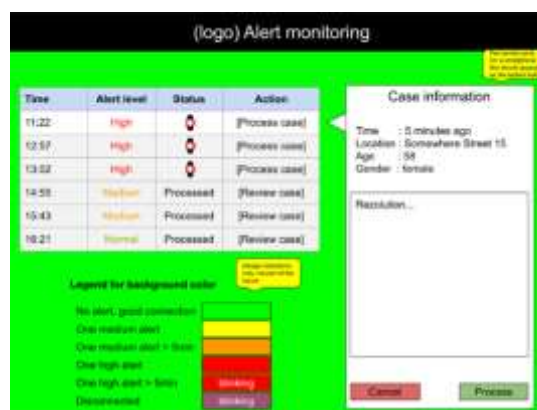 (logo) Alert monitoring
Time Alert level Status Action
11:22 High [Process case]
12:57 High [Process case]
13:02 High [Process case]
14:55 Medium Processed [Review case]
15:43 Medium Processed [Review case]
16:21 Normal Processed [Review case]
Case information
Time : 5 minutes ago
Location : Somewhere Street 15
Age : 58
Gender : female
Resolution...
Cancel Process
Legend for background color
No alert, good connection
One medium alert
One medium alert > 5min
One high alert
One high alert > 5min blinking
Disconnected blinking